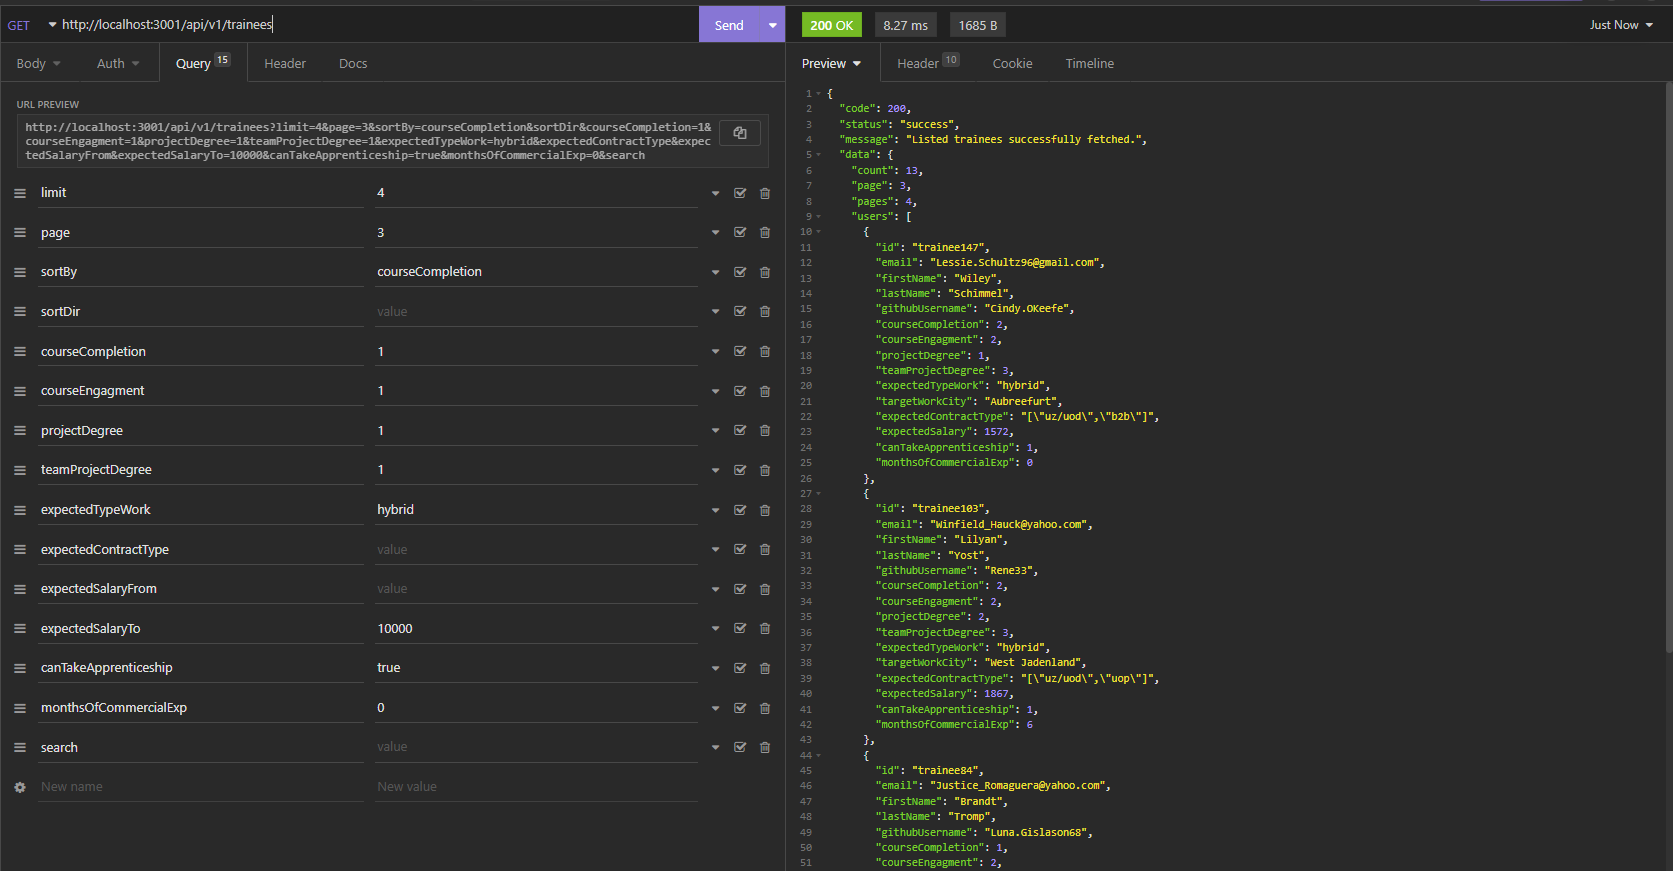 GET http://localhost:3001/api/v1/trainees Send 200 OK 8.27 ms 1685 B Just Now
Body Auth Query 15 Header Docs
Preview Header 10 Cookie Timeline
URL PREVIEW
http://localhost:3001/api/v1/trainees?limit=4&page=3&sortBy=courseCompletion&sortDir&courseCompletion=1&
courseEngagment=1&projectDegree=1&teamProjectDegree=1&expectedTypeWork=hybrid&expectedContractType&expec
tedSalaryFrom&expectedSalaryTo=10000&canTakeApprenticeship=true&monthsOfCommercialExp=0&search
limit 4
page 3
sortBy courseCompletion
sortDir value
courseCompletion 1
courseEngagment 1
projectDegree 1
teamProjectDegree 1
expectedTypeWork hybrid
expectedContractType value
expectedSalaryFrom value
expectedSalaryTo 10000
canTakeApprenticeship true
monthsOfCommercialExp 0
search value
New name New value
1 {
2 "code": 200,
3 "status": "success",
4 "message": "Listed trainees successfully fetched.",
5 "data": {
6 "count": 13,
7 "page": 3,
8 "pages": 4,
9 "users": [
10 {
11 "id": "trainee147",
12 "email": "Lessie.Schultz96@gmail.com",
13 "firstName": "Wiley",
14 "lastName": "Schimmel",
15 "githubUsername": "Cindy.OKeefe",
16 "courseCompletion": 2,
17 "courseEngagment": 2,
18 "projectDegree": 1,
19 "teamProjectDegree": 3,
20 "expectedTypeWork": "hybrid",
21 "targetWorkCity": "Aubreefurt",
22 "expectedContractType": "[\"uz/uod\",\"b2b\"]",
23 "expectedSalary": 1572,
24 "canTakeApprenticeship": 1,
25 "monthsOfCommercialExp": 0
26 },
27 {
28 "id": "trainee103",
29 "email": "Winfield_Hauck@yahoo.com",
30 "firstName": "Lilyan",
31 "lastName": "Yost",
32 "githubUsername": "Rene33",
33 "courseCompletion": 2,
34 "courseEngagment": 2,
35 "projectDegree": 2,
36 "teamProjectDegree": 3,
37 "expectedTypeWork": "hybrid",
38 "targetWorkCity": "West Jadenland",
39 "expectedContractType": "[\"uz/uod\",\"uop\"]",
40 "expectedSalary": 1867,
41 "canTakeApprenticeship": 1,
42 "monthsOfCommercialExp": 6
43 },
44 {
45 "id": "trainee84",
46 "email": "Justice_Romaguera@yahoo.com",
47 "firstName": "Brandt",
48 "lastName": "Tromp",
49 "githubUsername": "Luna.Gislason68",
50 "courseCompletion": 1,
51 "courseEngagment": 2,